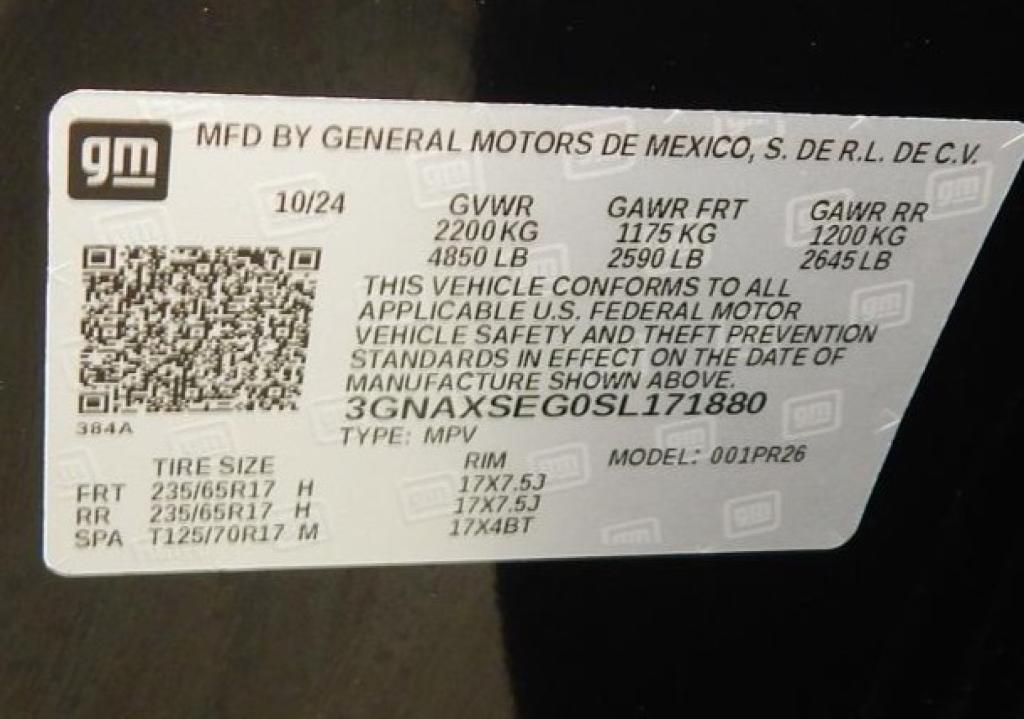 gm
MFD BY GENERAL MOTORS DE MEXICO, S. DE R.L. DE C.V.
10/24 GVWR GAWR FRT GAWR RR
2200 KG 1175 KG 1200 KG
4850 LB 2590 LB 2645 LB
THIS VEHICLE CONFORMS TO ALL
APPLICABLE U.S. FEDERAL MOTOR
VEHICLE SAFETY AND THEFT PREVENTION
STANDARDS IN EFFECT ON THE DATE OF
MANUFACTURE SHOWN ABOVE.
3GNAXSEG0SL171880
384A
TYPE: MPV
MODEL: 001PR26
TIRE SIZE RIM
FRT 235/65R17 H 17X7.5J
RR 235/65R17 H 17X7.5J
SPA T125/70R17 M 17X4BT